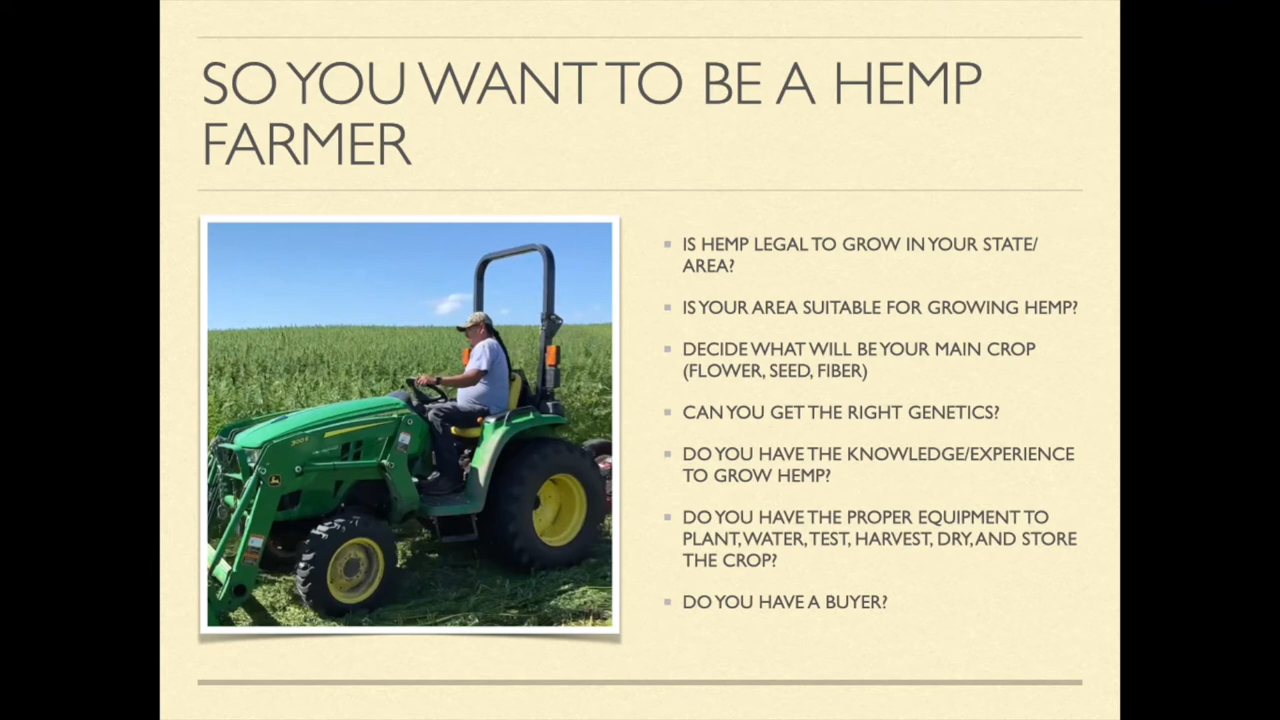 SO YOU WANT TO BE A HEMP
FARMER
IS HEMP LEGAL TO GROW IN YOUR STATE/
AREA?
IS YOUR AREA SUITABLE FOR GROWING HEMP?
DECIDE WHAT WILL BE YOUR MAIN CROP
(FLOWER, SEED, FIBER)
CAN YOU GET THE RIGHT GENETICS?
DO YOU HAVE THE KNOWLEDGE/EXPERIENCE
TO GROW HEMP?
DO YOU HAVE THE PROPER EQUIPMENT TO
PLANT, WATER, TEST, HARVEST, DRY, AND STORE
THE CROP?
DO YOU HAVE A BUYER?